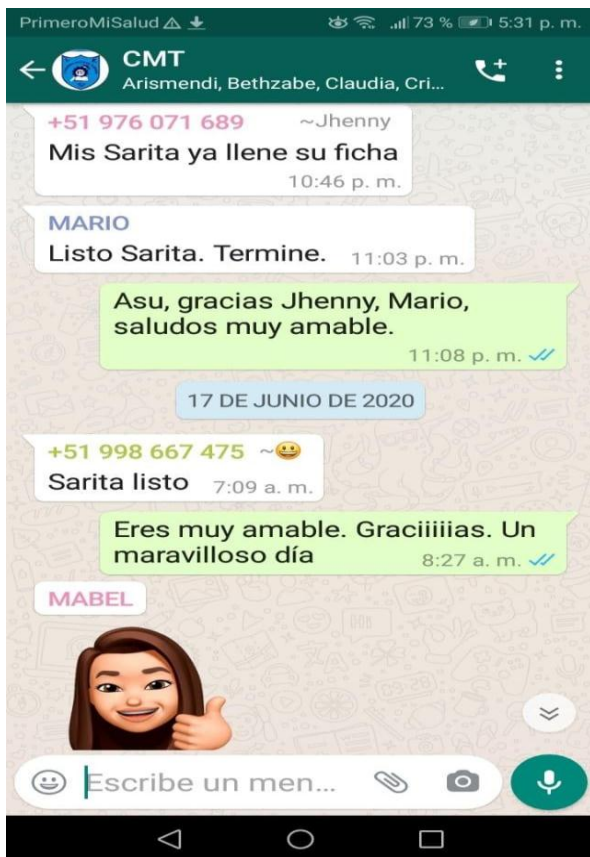 PrimeroMiSalud 73 % 5:31 p. m.
CMT
Arismendi, Bethzabe, Claudia, Cri...
+51 976 071 689 ~Jhenny
Mis Sarita ya llene su ficha
10:46 p. m.
MARIO
Listo Sarita. Termine. 11:03 p. m.
Asu, gracias Jhenny, Mario,
saludos muy amable.
11:08 p. m.
17 DE JUNIO DE 2020
+51 998 667 475 ~😃
Sarita listo 7:09 a. m.
Eres muy amable. Graciiiiias. Un
maravilloso día 8:27 a. m.
MABEL
Escribe un men...